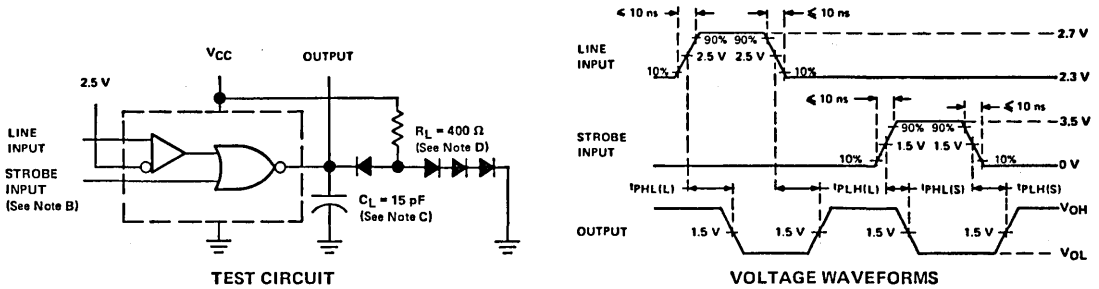 VCC
OUTPUT
2.5 V
LINE
INPUT
STROBE
INPUT
(See Note B)
RL = 400 Ω
(See Note D)
CL = 15 pF
(See Note C)
TEST CIRCUIT
≤ 10 ns
≤ 10 ns
LINE
INPUT
90% 90%
2.5 V 2.5 V
10% 10%
2.7 V
2.3 V
≤ 10 ns
≤ 10 ns
STROBE
INPUT
90% 90%
1.5 V 1.5 V
10% 10%
3.5 V
0 V
tPHL(L) tPLH(L) tPHL(S) tPLH(S)
OUTPUT
1.5 V 1.5 V 1.5 V 1.5 V
VOH
VOL
VOLTAGE WAVEFORMS